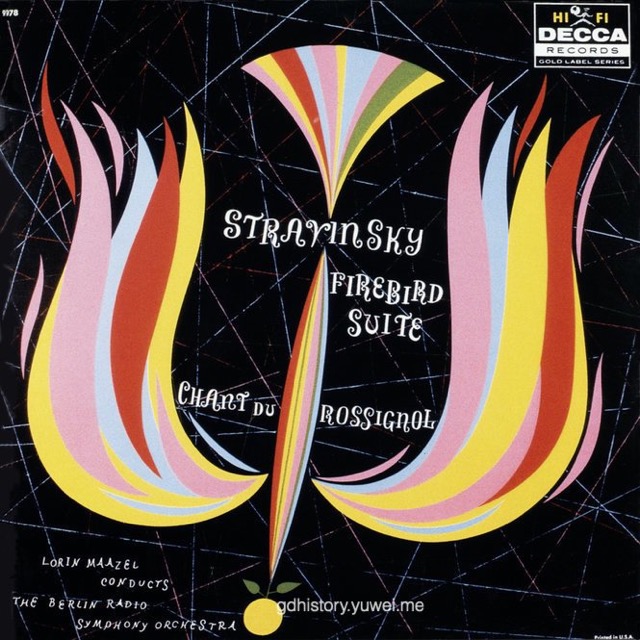 1178
HI FI
DECCA
RECORDS
GOLD LABEL SERIES
STRAVINSKY
FIREBIRD
SUITE
CHANT DU ROSSIGNOL
LORIN MAAZEL
CONDUCTS
THE BERLIN RADIO
SYMPHONY ORCHESTRA
gdhistory.yuwei.me
Printed in U.S.A.